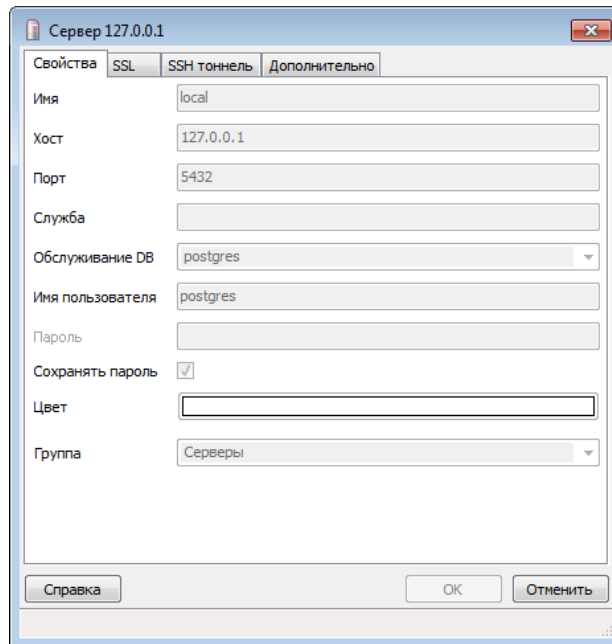 Сервер 127.0.0.1
Свойства SSL SSH тоннель Дополнительно
Имя local
Хост 127.0.0.1
Порт 5432
Служба
Обслуживание DB postgres
Имя пользователя postgres
Пароль
Сохранять пароль
Цвет
Группа Серверы
Справка OK Отменить